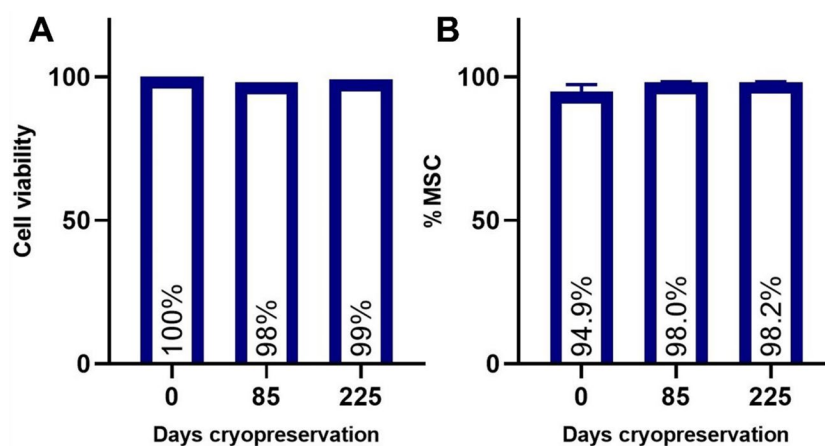 A
Cell viability
100
50
0
100%
98%
99%
0 85 225
Days cryopreservation
B
% MSC
100
50
0
94.9%
98.0%
98.2%
0 85 225
Days cryopreservation